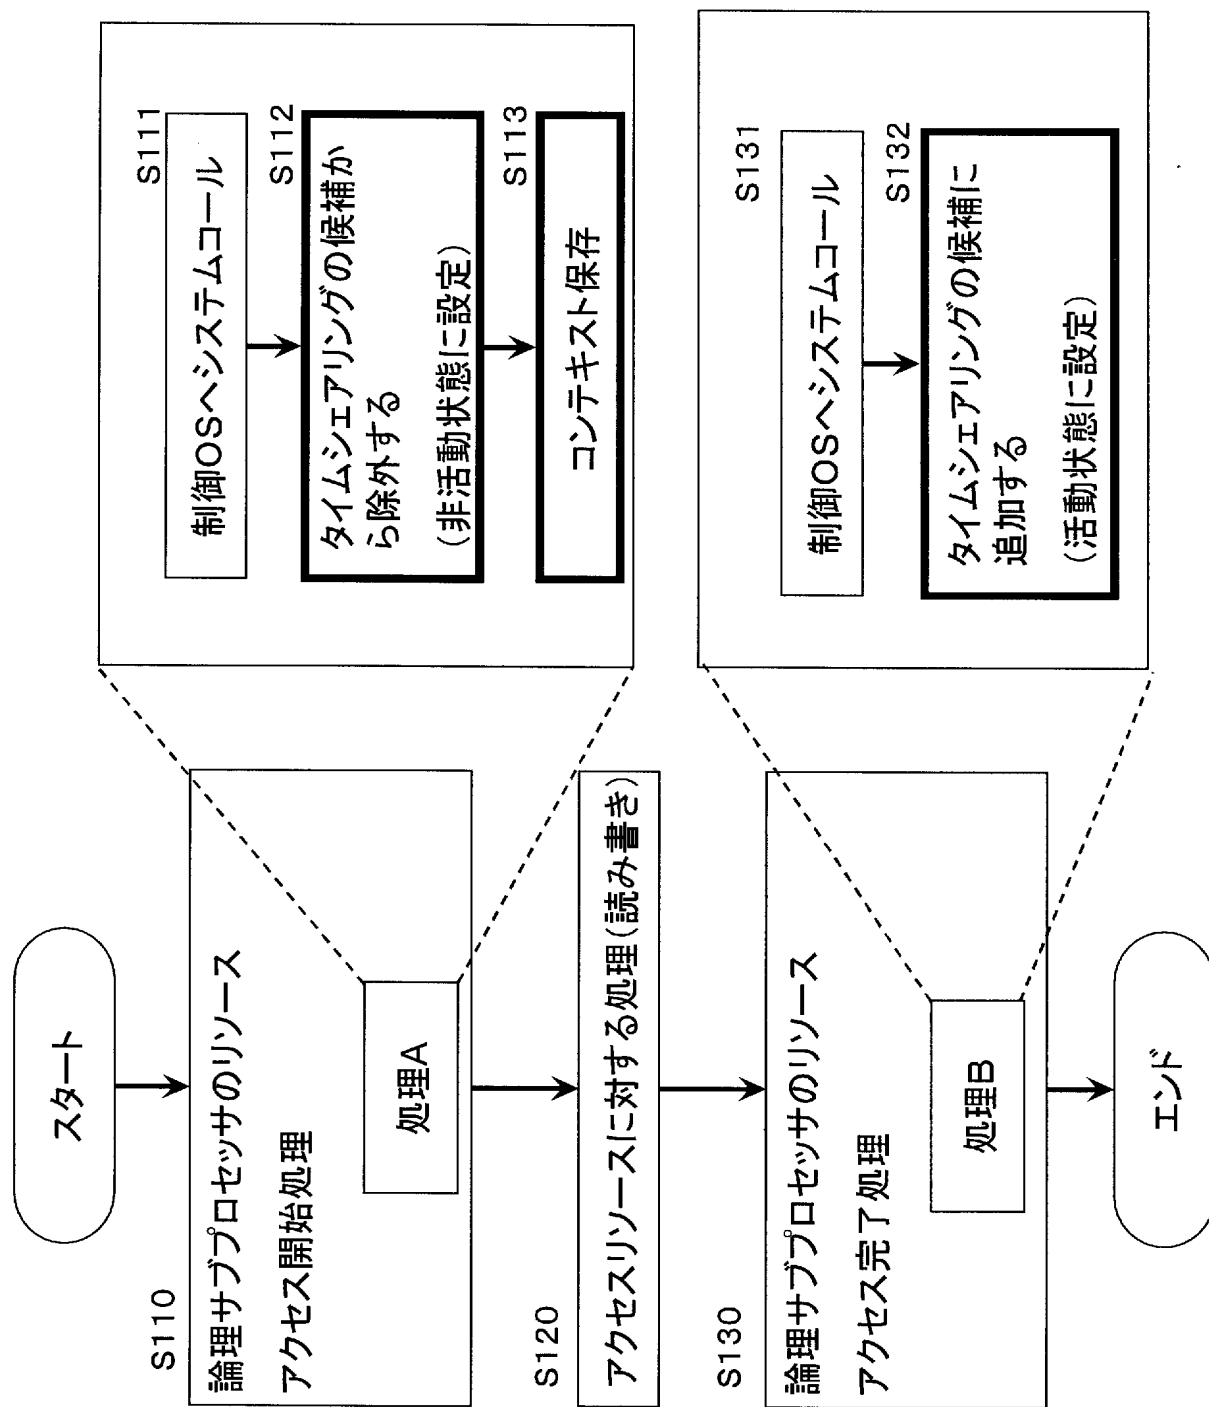 スタート
S110
論理サブプロセッサのリソース
アクセス開始処理
処理A
S120
アクセスリソースに対する処理(読み書き)
S130
論理サブプロセッサのリソース
アクセス完了処理
処理B
エンド
S111
制御OSへシステムコール
S112
タイムシェアリングの候補か
ら除外する
(非活動状態に設定)
S113
コンテキスト保存
S131
制御OSへシステムコール
S132
タイムシェアリングの候補に
追加する
(活動状態に設定)